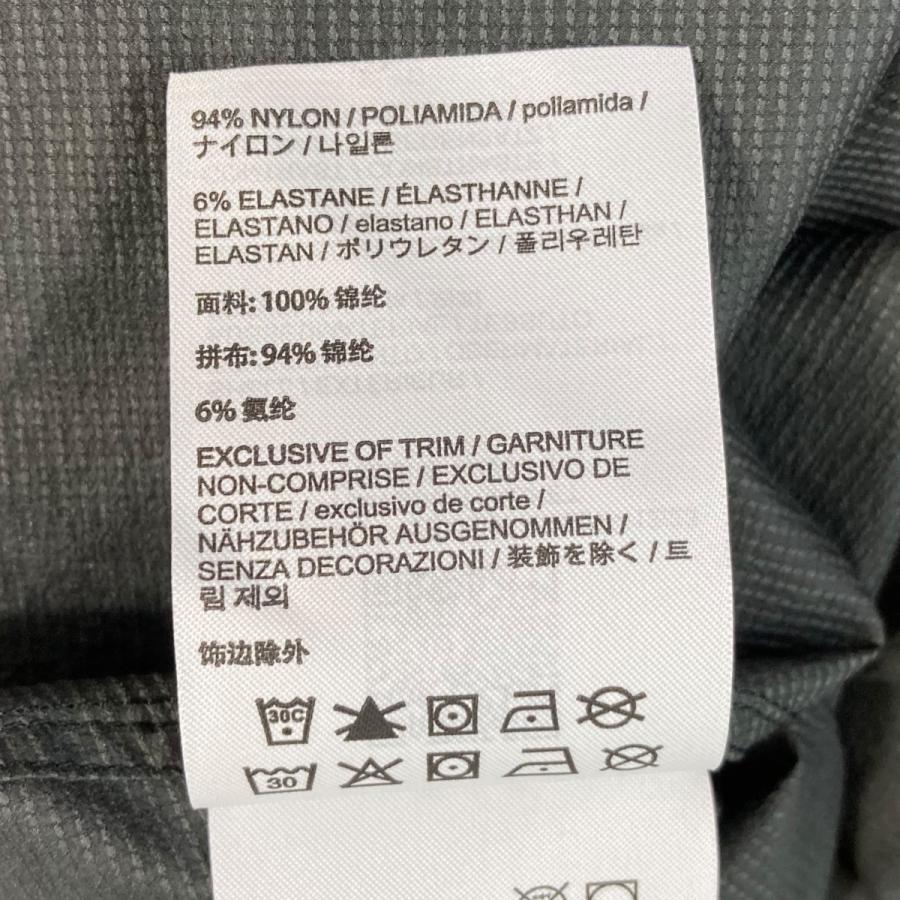 94% NYLON / POLIAMIDA / poliamida /
ナイロン / 나일론
6% ELASTANE / ÉLASTHANNE /
ELASTANO / elastano / ELASTHAN /
ELASTAN / ポリウレタン / 폴리우레탄
面料: 100% 锦纶
拼布: 94% 锦纶
6% 氨纶
EXCLUSIVE OF TRIM / GARNITURE
NON-COMPRISE / EXCLUSIVO DE
CORTE / exclusivo de corte /
NÄHZUBEHÖR AUSGENOMMEN /
SENZA DECORAZIONI / 装飾を除く / 트
림 제외
饰边除外
30C
30